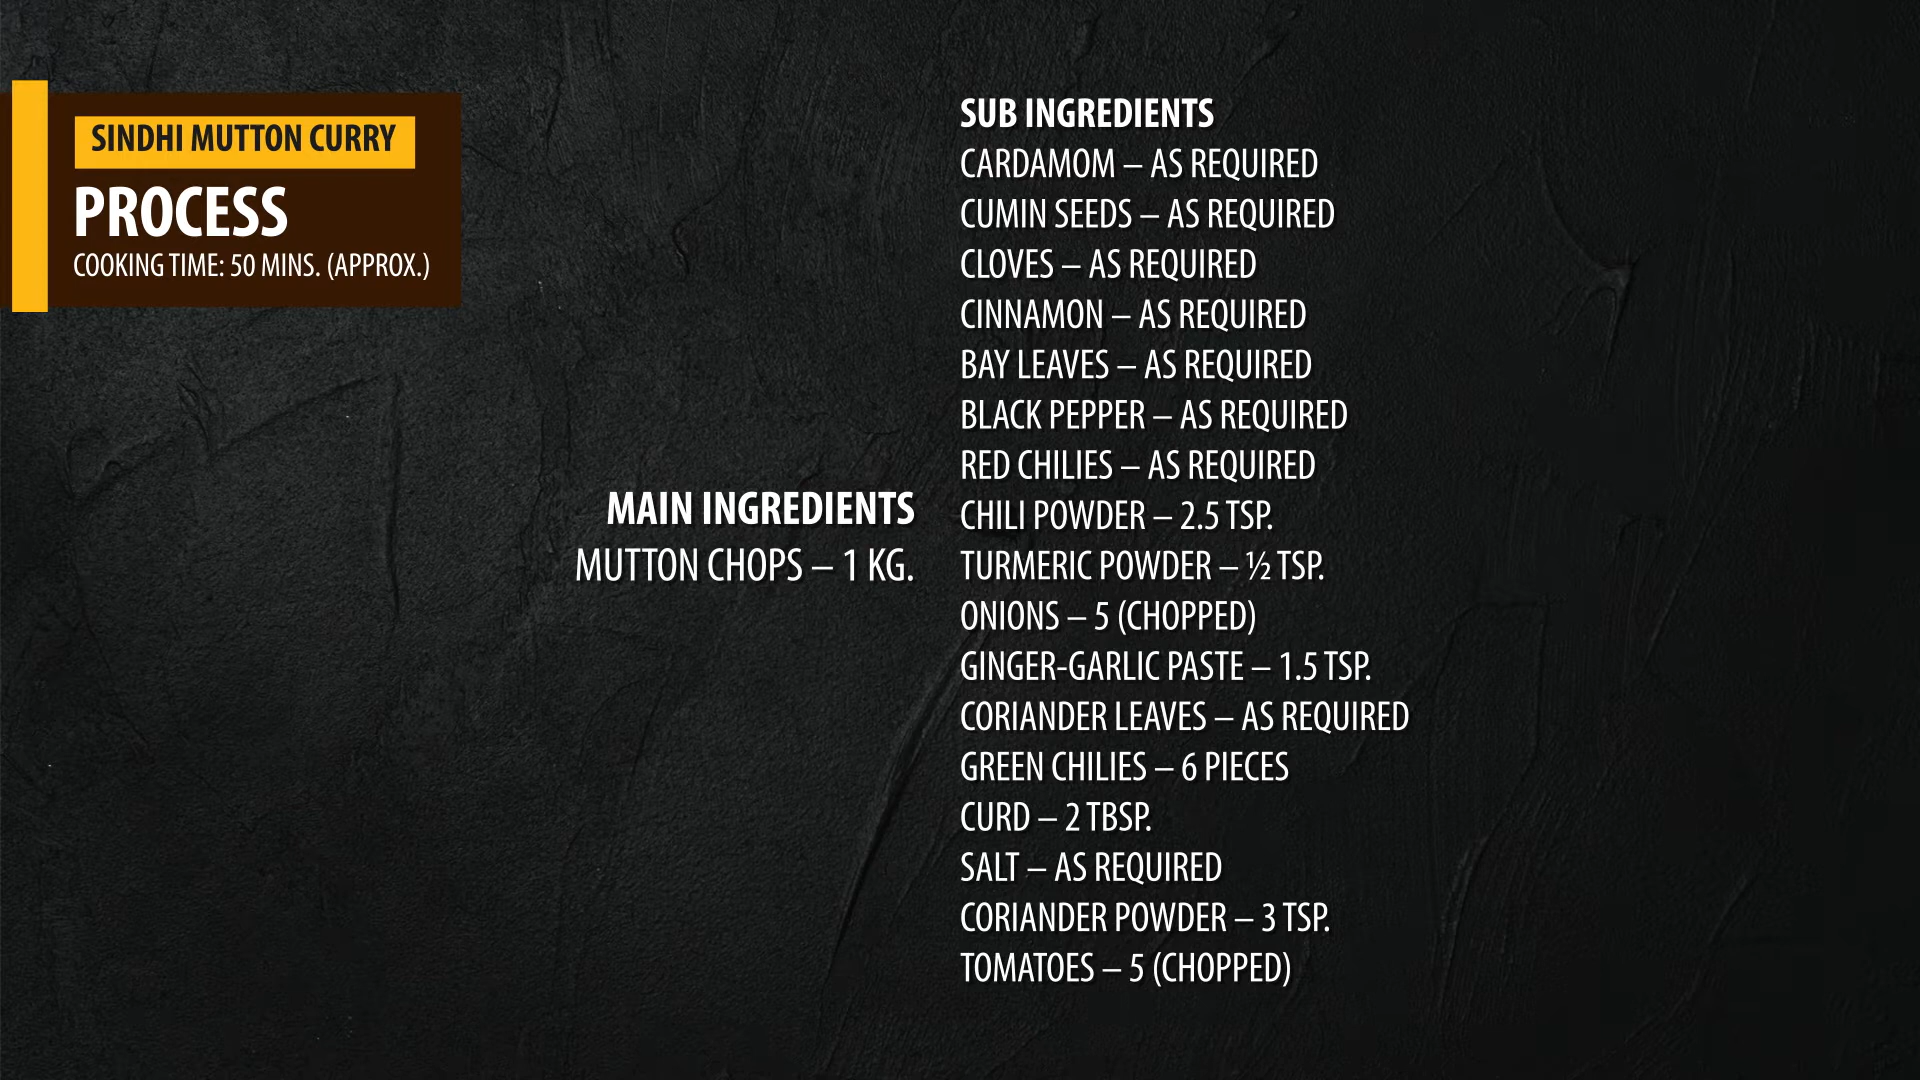 SINDHI MUTTON CURRY
PROCESS
COOKING TIME: 50 MINS. (APPROX.)
MAIN INGREDIENTS
MUTTON CHOPS – 1 KG.
SUB INGREDIENTS
CARDAMOM – AS REQUIRED
CUMIN SEEDS – AS REQUIRED
CLOVES – AS REQUIRED
CINNAMON – AS REQUIRED
BAY LEAVES – AS REQUIRED
BLACK PEPPER – AS REQUIRED
RED CHILIES – AS REQUIRED
CHILI POWDER – 2.5 TSP.
TURMERIC POWDER – ½ TSP.
ONIONS – 5 (CHOPPED)
GINGER-GARLIC PASTE – 1.5 TSP.
CORIANDER LEAVES – AS REQUIRED
GREEN CHILIES – 6 PIECES
CURD – 2 TBSP.
SALT – AS REQUIRED
CORIANDER POWDER – 3 TSP.
TOMATOES – 5 (CHOPPED)